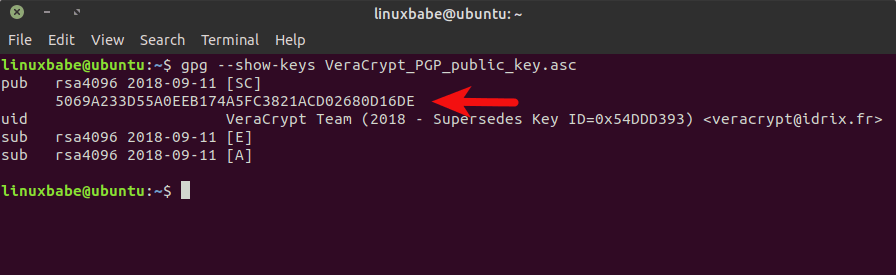 linuxbabe@ubuntu: ~
File Edit View Search Terminal Help
linuxbabe@ubuntu:~$ gpg --show-keys VeraCrypt_PGP_public_key.asc
pub   rsa4096 2018-09-11 [SC]
      5069A233D55A0EEB174A5FC3821ACD02680D16DE
uid                      VeraCrypt Team (2018 - Supersedes Key ID=0x54DDD393) <veracrypt@idrix.fr>
sub   rsa4096 2018-09-11 [E]
sub   rsa4096 2018-09-11 [A]
linuxbabe@ubuntu:~$